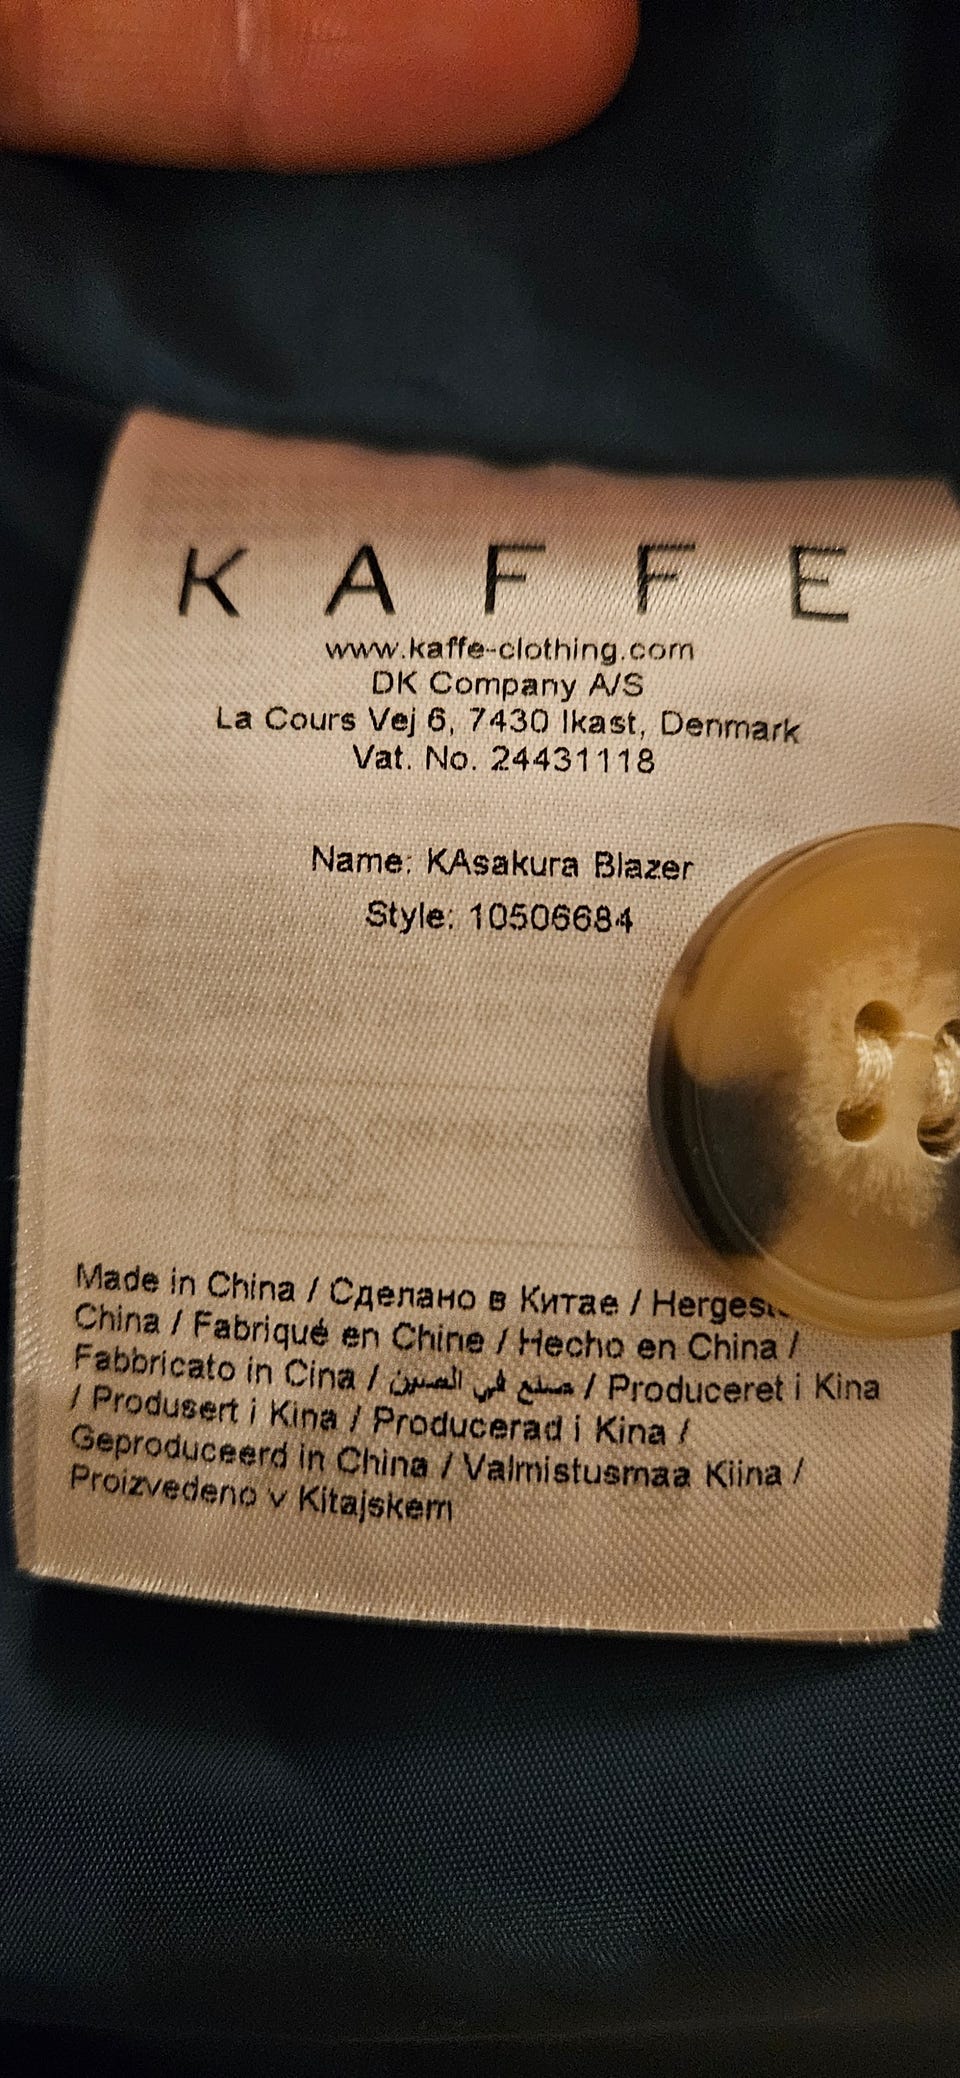 KAFFE
www.kaffe-clothing.com
DK Company A/S
La Cours Vej 6, 7430 Ikast, Denmark
Vat. No. 24431118
Name: KAsakura Blazer
Style: 10506684
Made in China / Сделано в Китае /
China / Fabriqué en Chine / Hecho en China /
Fabbricato in Cina / صنع في الصين / Produceret i Kina
/ Produsert i Kina / Producerad i Kina /
Geproduceerd in China / Valmistusmaa Kiina /
Proizvedeno v Kitajskem